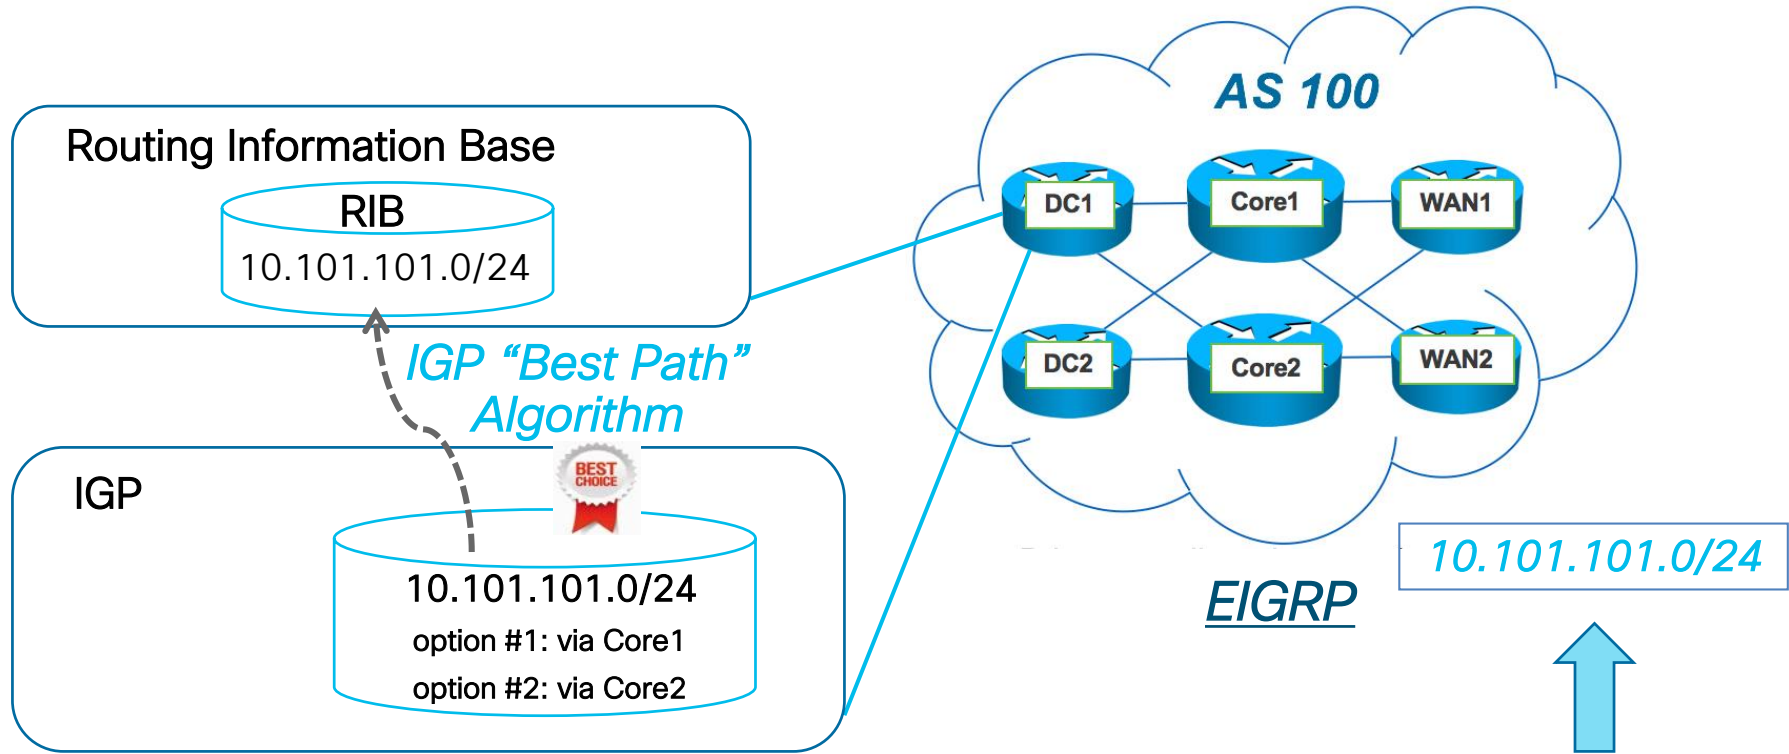 AS 100
Routing Information Base
RIB
10.101.101.0/24
DC1
Core1
WAN1
IGP “Best Path”
Algorithm
DC2
Core2
WAN2
IGP
BEST
CHOICE
10.101.101.0/24
option #1: via Core1
option #2: via Core2
10.101.101.0/24
EIGRP